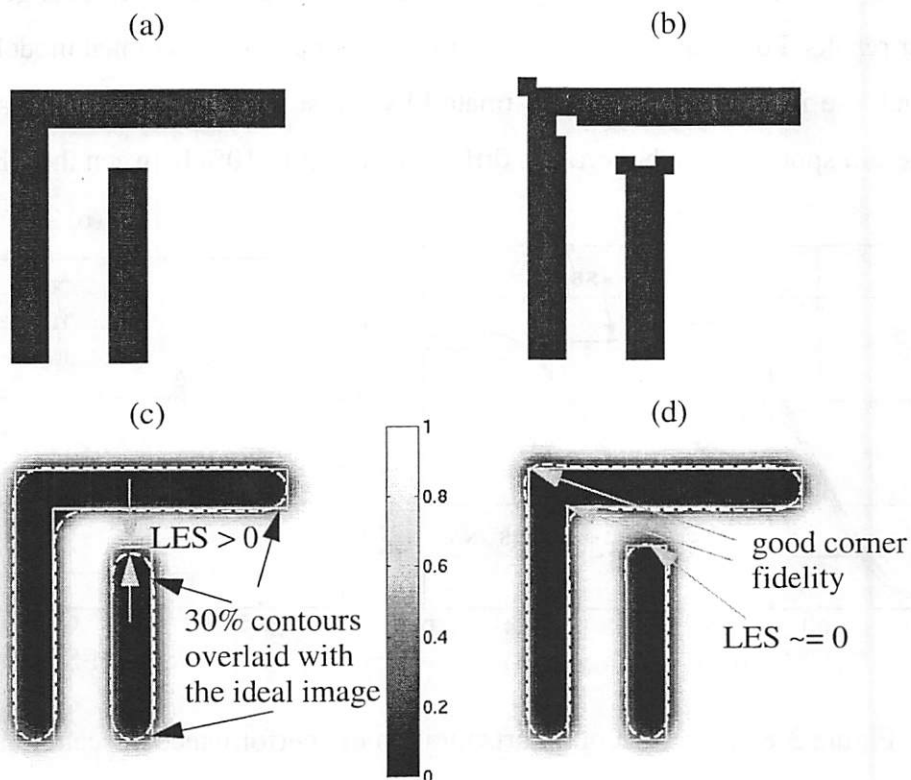 (a)
(b)
(c)
(d)
LES > 0
30% contours
overlaid with
the ideal image
1
0.8
0.6
0.4
0.2
0
good corner
fidelity
LES ~= 0